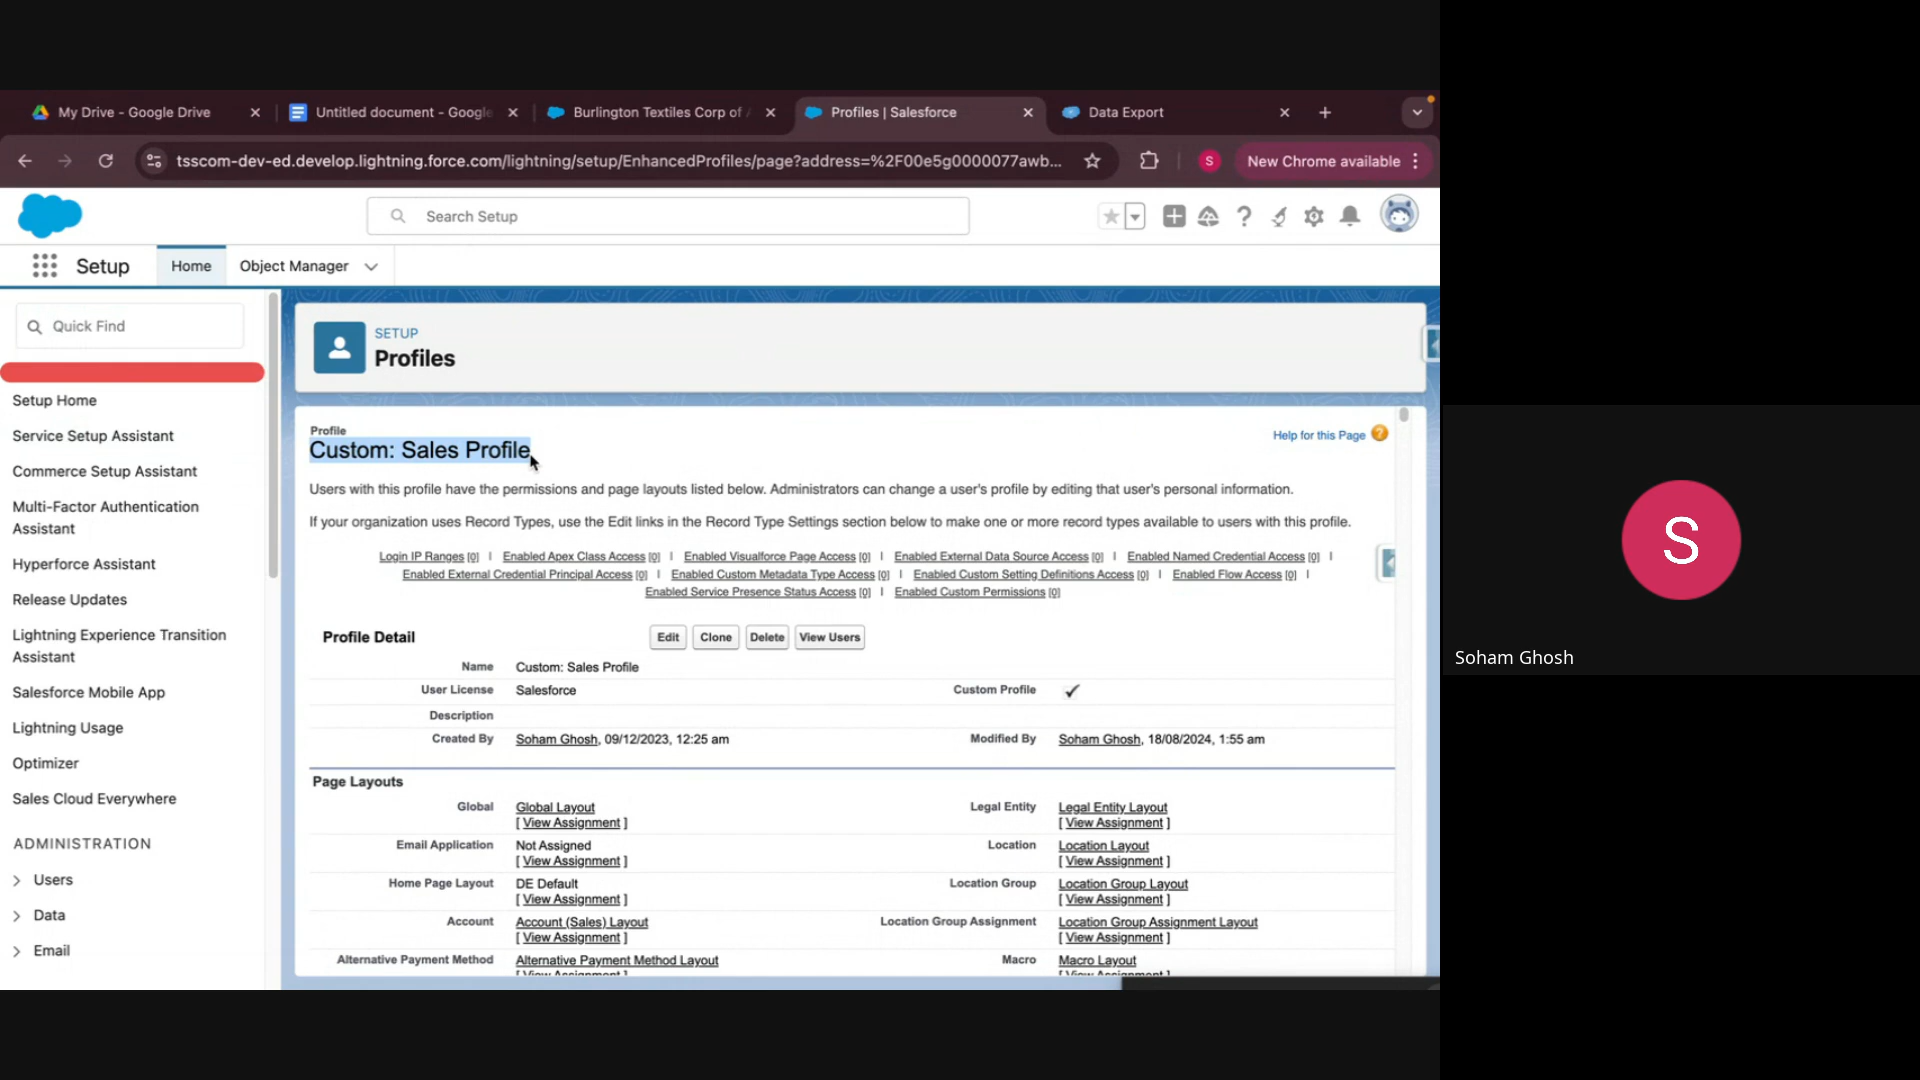 My Drive - Google Drive
Untitled document - Google
Burlington Textiles Corp of A
Profiles | Salesforce
Data Export
tsscom-dev-ed.develop.lightning.force.com/lightning/setup/EnhancedProfiles/page?address=%2F00e5g0000077awb...
S
New Chrome available
Search Setup
Setup
Home
Object Manager
Quick Find
Setup Home
Service Setup Assistant
Commerce Setup Assistant
Multi-Factor Authentication
Assistant
Hyperforce Assistant
Release Updates
Lightning Experience Transition
Assistant
Salesforce Mobile App
Lightning Usage
Optimizer
Sales Cloud Everywhere
ADMINISTRATION
Users
Data
Email
SETUP
Profiles
Profile
Custom: Sales Profile
Help for this Page ?
Users with this profile have the permissions and page layouts listed below. Administrators can change a user's profile by editing that user's personal information.
If your organization uses Record Types, use the Edit links in the Record Type Settings section below to make one or more record types available to users with this profile.
Login IP Ranges [0] | Enabled Apex Class Access [0] | Enabled Visualforce Page Access [0] | Enabled External Data Source Access [0] | Enabled Named Credential Access [0] |
Enabled External Credential Principal Access [0] | Enabled Custom Metadata Type Access [0] | Enabled Custom Setting Definitions Access [0] | Enabled Flow Access [0] |
Enabled Service Presence Status Access [0] | Enabled Custom Permissions [0]
Profile Detail Edit Clone Delete View Users
Name Custom: Sales Profile
User License Salesforce Custom Profile ✓
Description
Created By Soham Ghosh, 09/12/2023, 12:25 am Modified By Soham Ghosh, 18/08/2024, 1:55 am
Page Layouts
Global Global Layout Legal Entity Legal Entity Layout
[ View Assignment ] [ View Assignment ]
Email Application Not Assigned Location Location Layout
[ View Assignment ] [ View Assignment ]
Home Page Layout DE Default Location Group Location Group Layout
[ View Assignment ] [ View Assignment ]
Account Account (Sales) Layout Location Group Assignment Location Group Assignment Layout
[ View Assignment ] [ View Assignment ]
Alternative Payment Method Alternative Payment Method Layout Macro Macro Layout
[ View Assignment ] [ View Assignment ]
S
Soham Ghosh